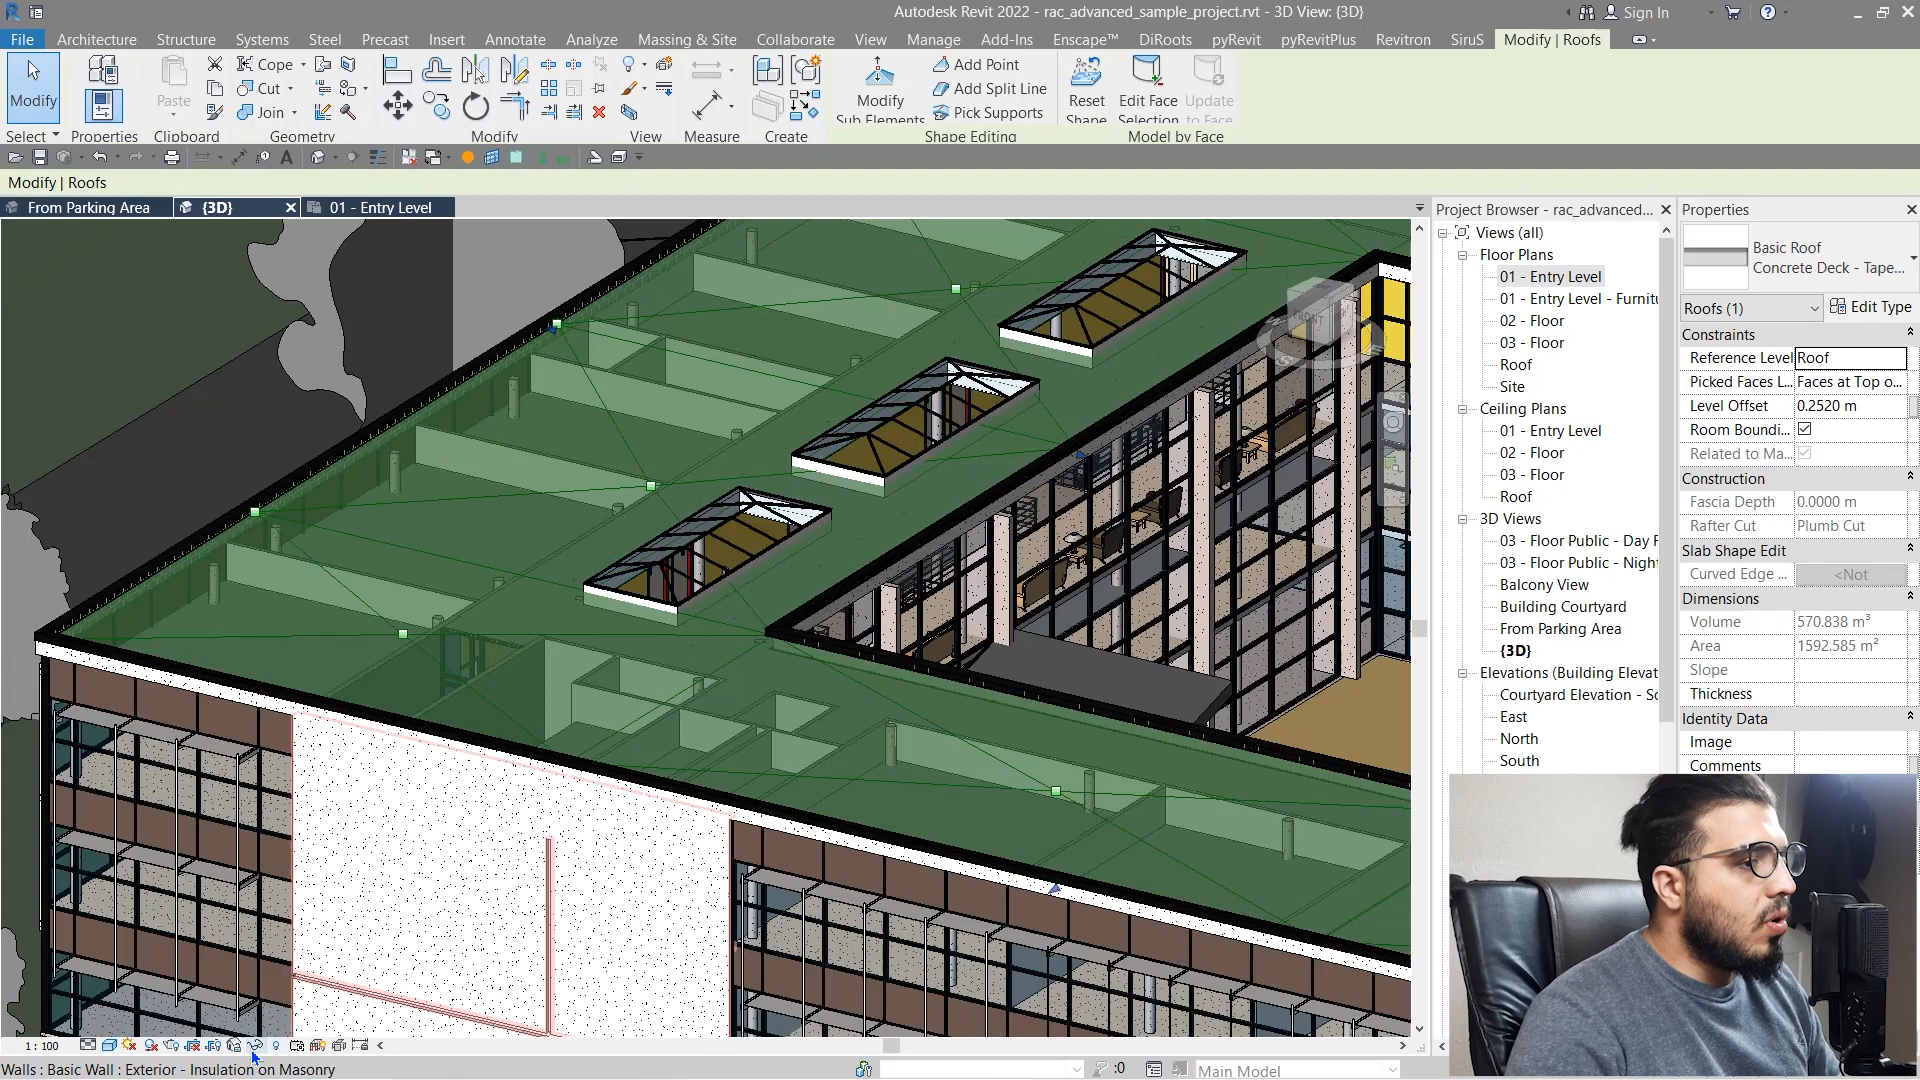 Autodesk Revit 2022 - rac_advanced_sample_project.rvt - 3D View: {3D}
Sign In
File Architecture Structure Systems Steel Precast Insert Annotate Analyze Massing & Site Collaborate View Manage Add-Ins Enscape™ DiRoots pyRevit pyRevitPlus Revitron SiruS Modify | Roofs
Modify
Paste
Cope
Cut
Join
Modify
Sub Elements
Add Point
Add Split Line
Pick Supports
Reset
Shape
Edit Face
Selection
Update
to Face
Select Properties Clipboard Geometry Modify View Measure Create Shape Editing Model by Face
Modify | Roofs
From Parking Area
{3D}
01 - Entry Level
FRONT
Project Browser - rac_advanced...
Views (all)
Floor Plans
01 - Entry Level
01 - Entry Level - Furnitu
02 - Floor
03 - Floor
Roof
Site
Ceiling Plans
01 - Entry Level
02 - Floor
03 - Floor
Roof
3D Views
03 - Floor Public - Day F
03 - Floor Public - Night
Balcony View
Building Courtyard
From Parking Area
{3D}
Elevations (Building Elevat
Courtyard Elevation - Sc
East
North
South
Properties
Basic Roof
Concrete Deck - Tape...
Roofs (1)
Edit Type
Constraints
Reference Level Roof
Picked Faces L... Faces at Top o...
Level Offset 0.2520 m
Room Boundi...
Related to Ma...
Construction
Fascia Depth 0.0000 m
Rafter Cut Plumb Cut
Slab Shape Edit
Curved Edge ... <Not
Dimensions
Volume 570.838 m³
Area 1592.585 m²
Slope
Thickness
Identity Data
Image
Comments
1 : 100
Walls : Basic Wall : Exterior - Insulation on Masonry
:0
Main Model